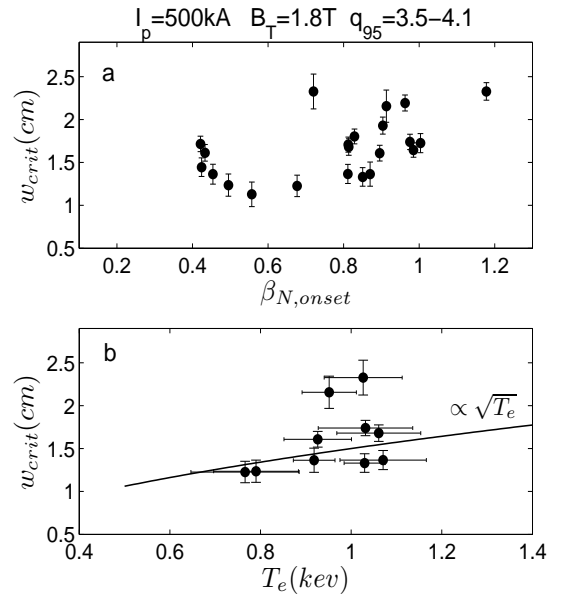 I_p=500kA B_T=1.8T q_95=3.5−4.1
a
2.5
2
1.5
1
0.5
w_crit(cm)
0.2 0.4 0.6 0.8 1 1.2
β_N,onset
b
2.5
2
1.5
1
0.5
w_crit(cm)
∝ √T_e
0.4 0.6 0.8 1 1.2 1.4
T_e(kev)